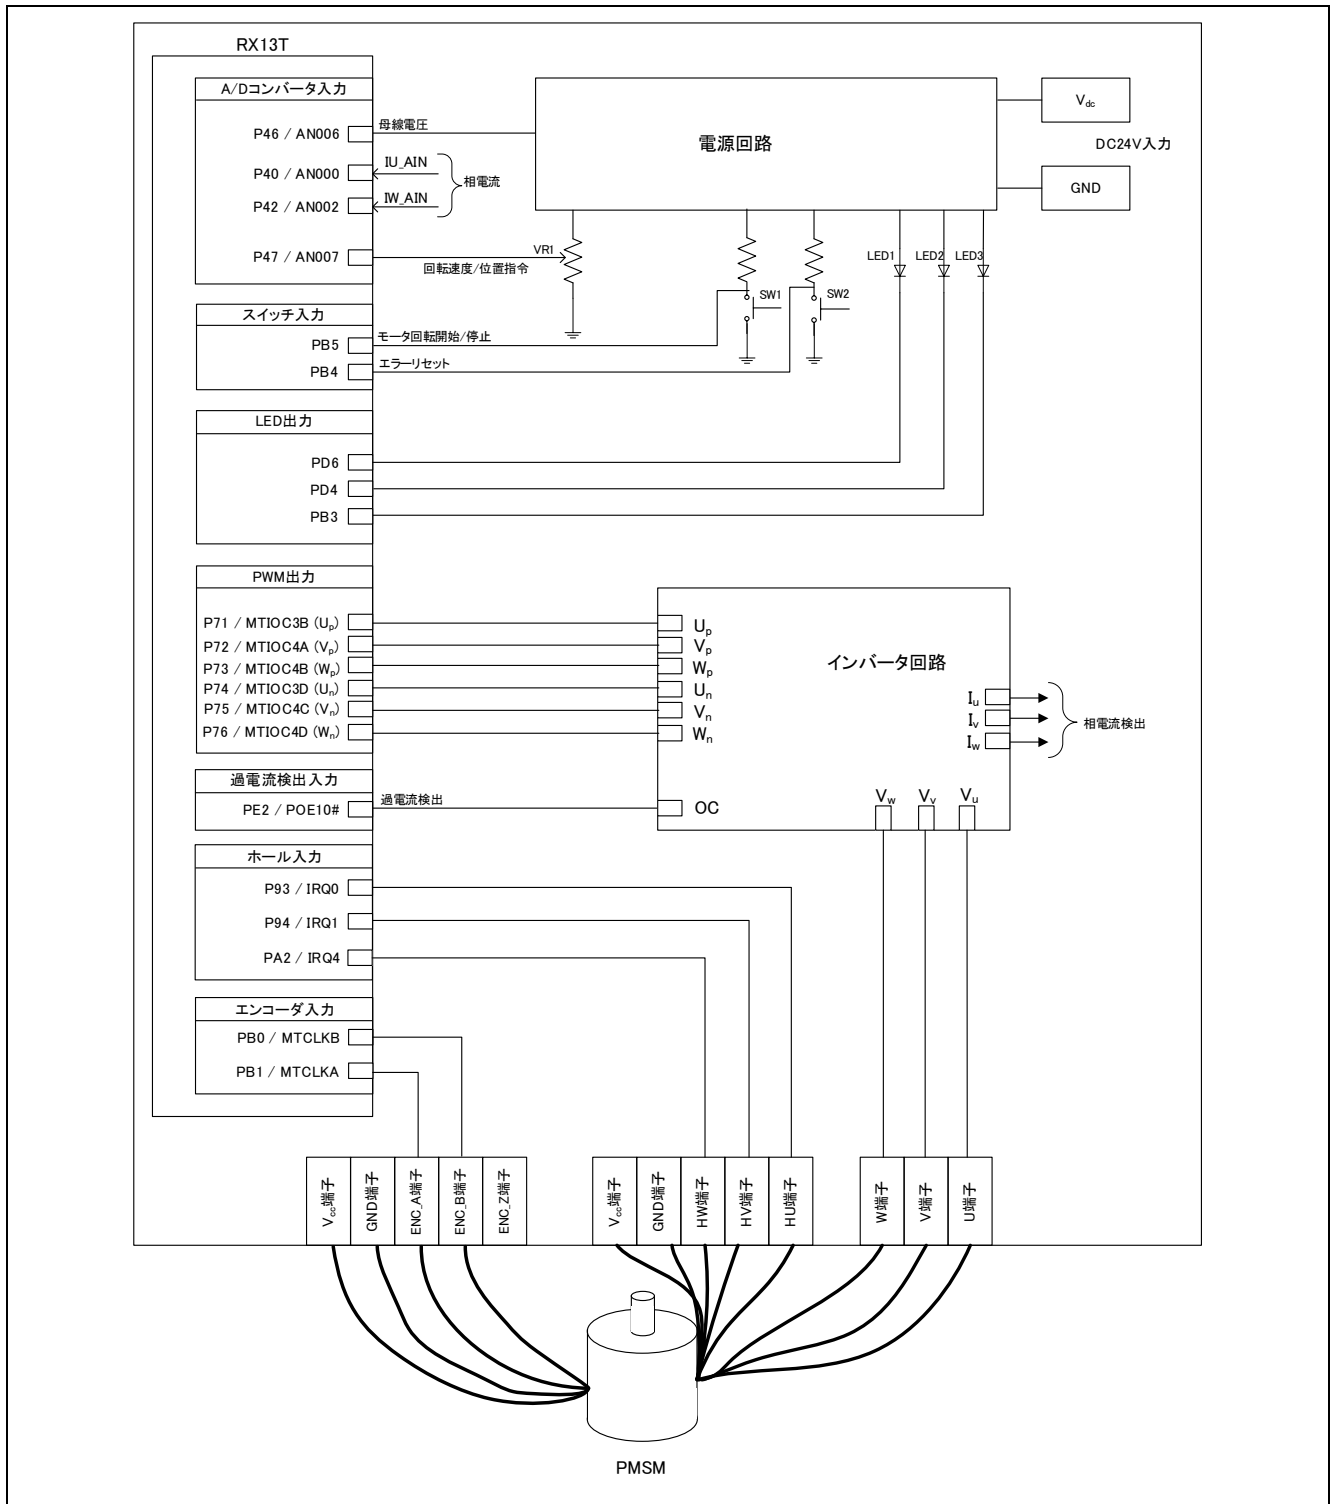 RX13T
A/Dコンバータ入力
P46 / AN006
母線電圧
P40 / AN000
IU_AIN
P42 / AN002
IW_AIN
相電流
P47 / AN007
回転速度/位置指令
VR1
電源回路
Vdc
DC24V入力
GND
LED1
LED2
LED3
SW1
SW2
スイッチ入力
PB5
モータ回転開始/停止
PB4
エラーリセット
LED出力
PD6
PD4
PB3
PWM出力
P71 / MTIOC3B (Up)
P72 / MTIOC4A (Vp)
P73 / MTIOC4B (Wp)
P74 / MTIOC3D (Un)
P75 / MTIOC4C (Vn)
P76 / MTIOC4D (Wn)
Up
Vp
Wp
Un
Vn
Wn
インバータ回路
Iu
Iv
Iw
相電流検出
過電流検出入力
PE2 / POE10#
過電流検出
OC
Vw
Vv
Vu
ホール入力
P93 / IRQ0
P94 / IRQ1
PA2 / IRQ4
エンコーダ入力
PB0 / MTCLKB
PB1 / MTCLKA
Vcc端子
GND端子
ENC_A端子
ENC_B端子
ENC_Z端子
Vcc端子
GND端子
HW端子
HV端子
HU端子
W端子
V端子
U端子
PMSM